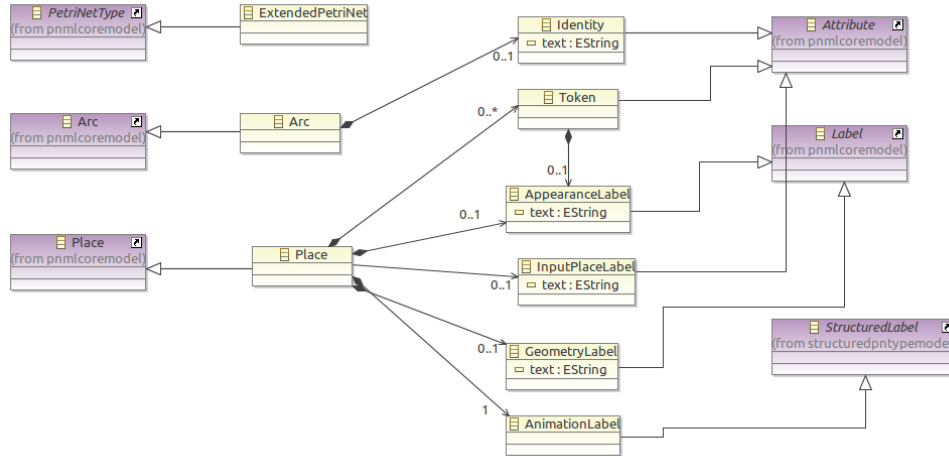 PetriNetType
(from pnmlcoremodel)
ExtendedPetriNet
Identity
text : EString
Attribute
(from pnmlcoremodel)
0..1
Arc
(from pnmlcoremodel)
Arc
Token
0..*
Label
(from pnmlcoremodel)
0..1
AppearanceLabel
text : EString
0..1
Place
(from pnmlcoremodel)
Place
InputPlaceLabel
text : EString
0..1
StructuredLabel
(from structuredpntypemodel
GeometryLabel
text : EString
0..1
AnimationLabel
1